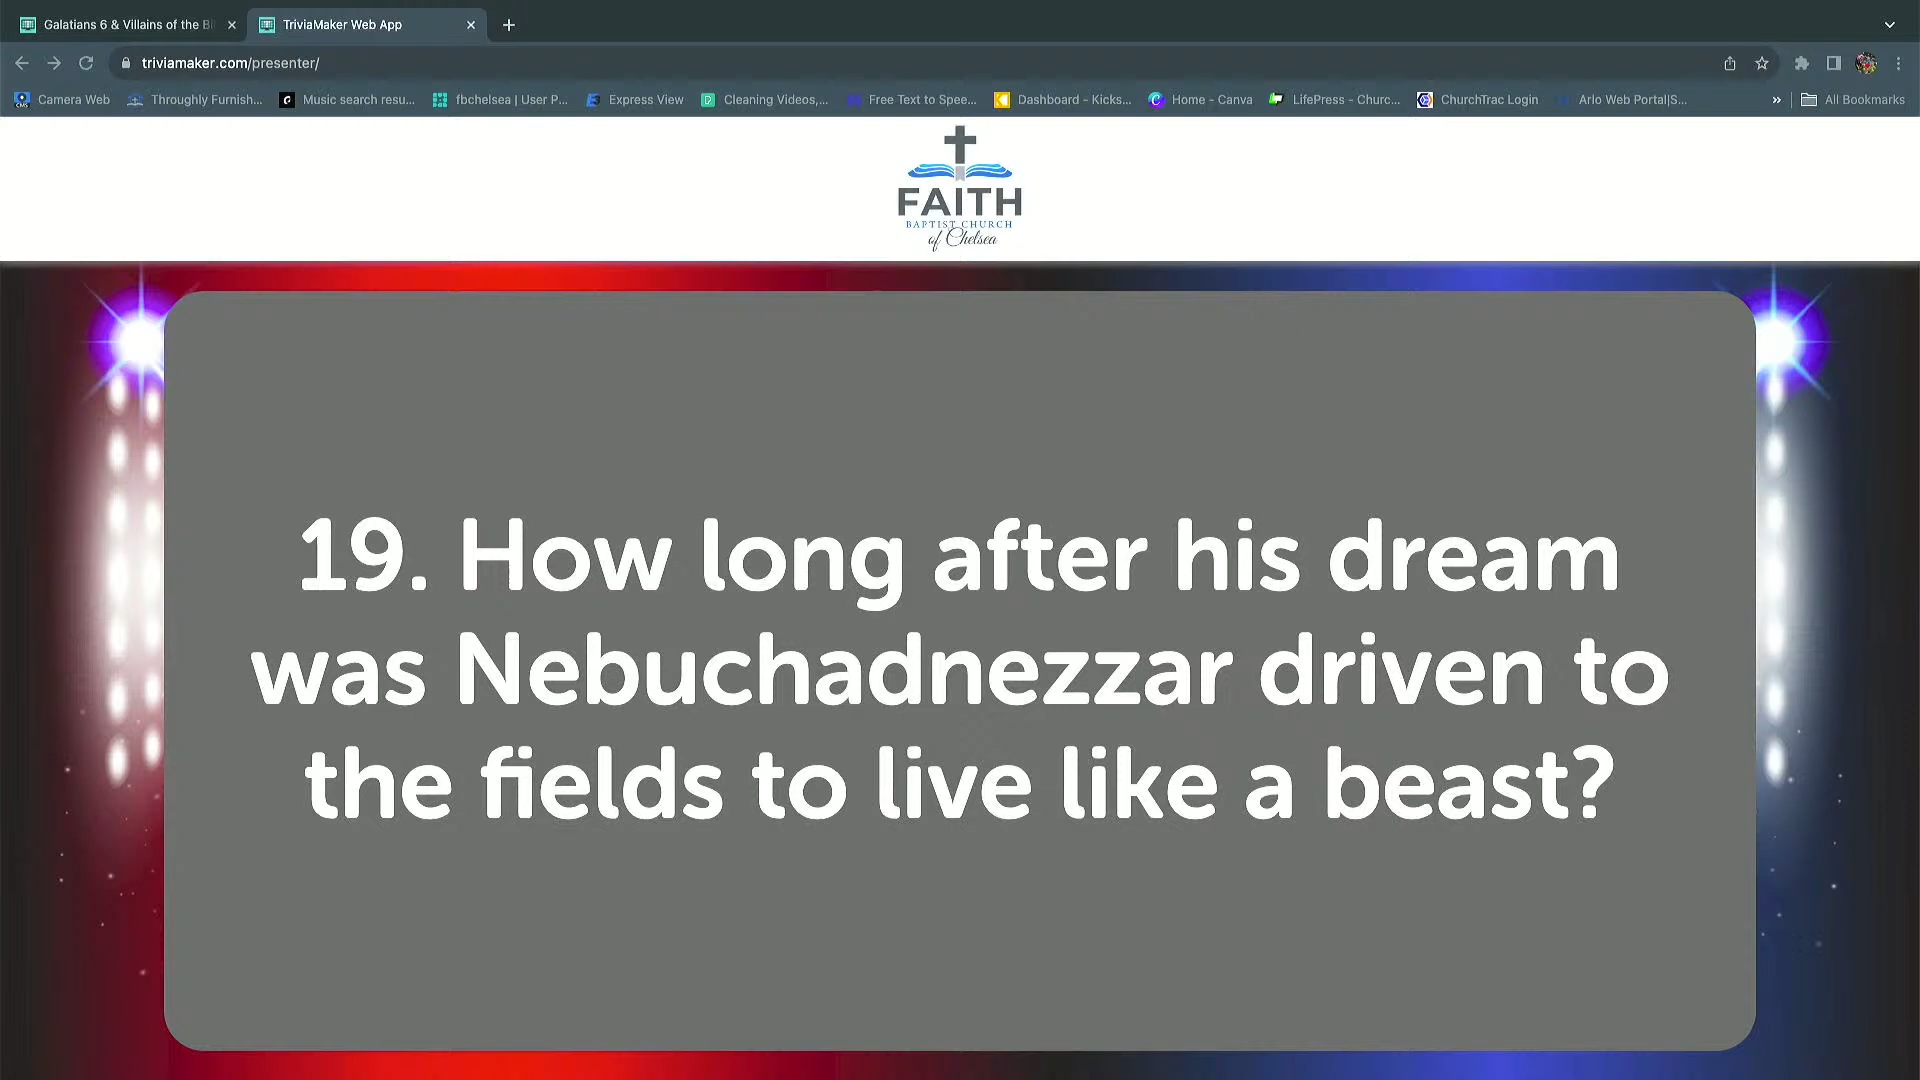 Galatians 6 & Villains of the Bi
TriviaMaker Web App
triviamaker.com/presenter/
Camera Web
Throughly Furnish...
Music search resu...
fbchelsea | User P...
Express View
Cleaning Videos,...
Free Text to Spee...
Dashboard - Kicks...
Home - Canva
LifePress - Churc...
ChurchTrac Login
Arlo Web Portal|S...
All Bookmarks
FAITH
BAPTIST CHURCH
of Chelsea
19. How long after his dream
was Nebuchadnezzar driven to
the fields to live like a beast?